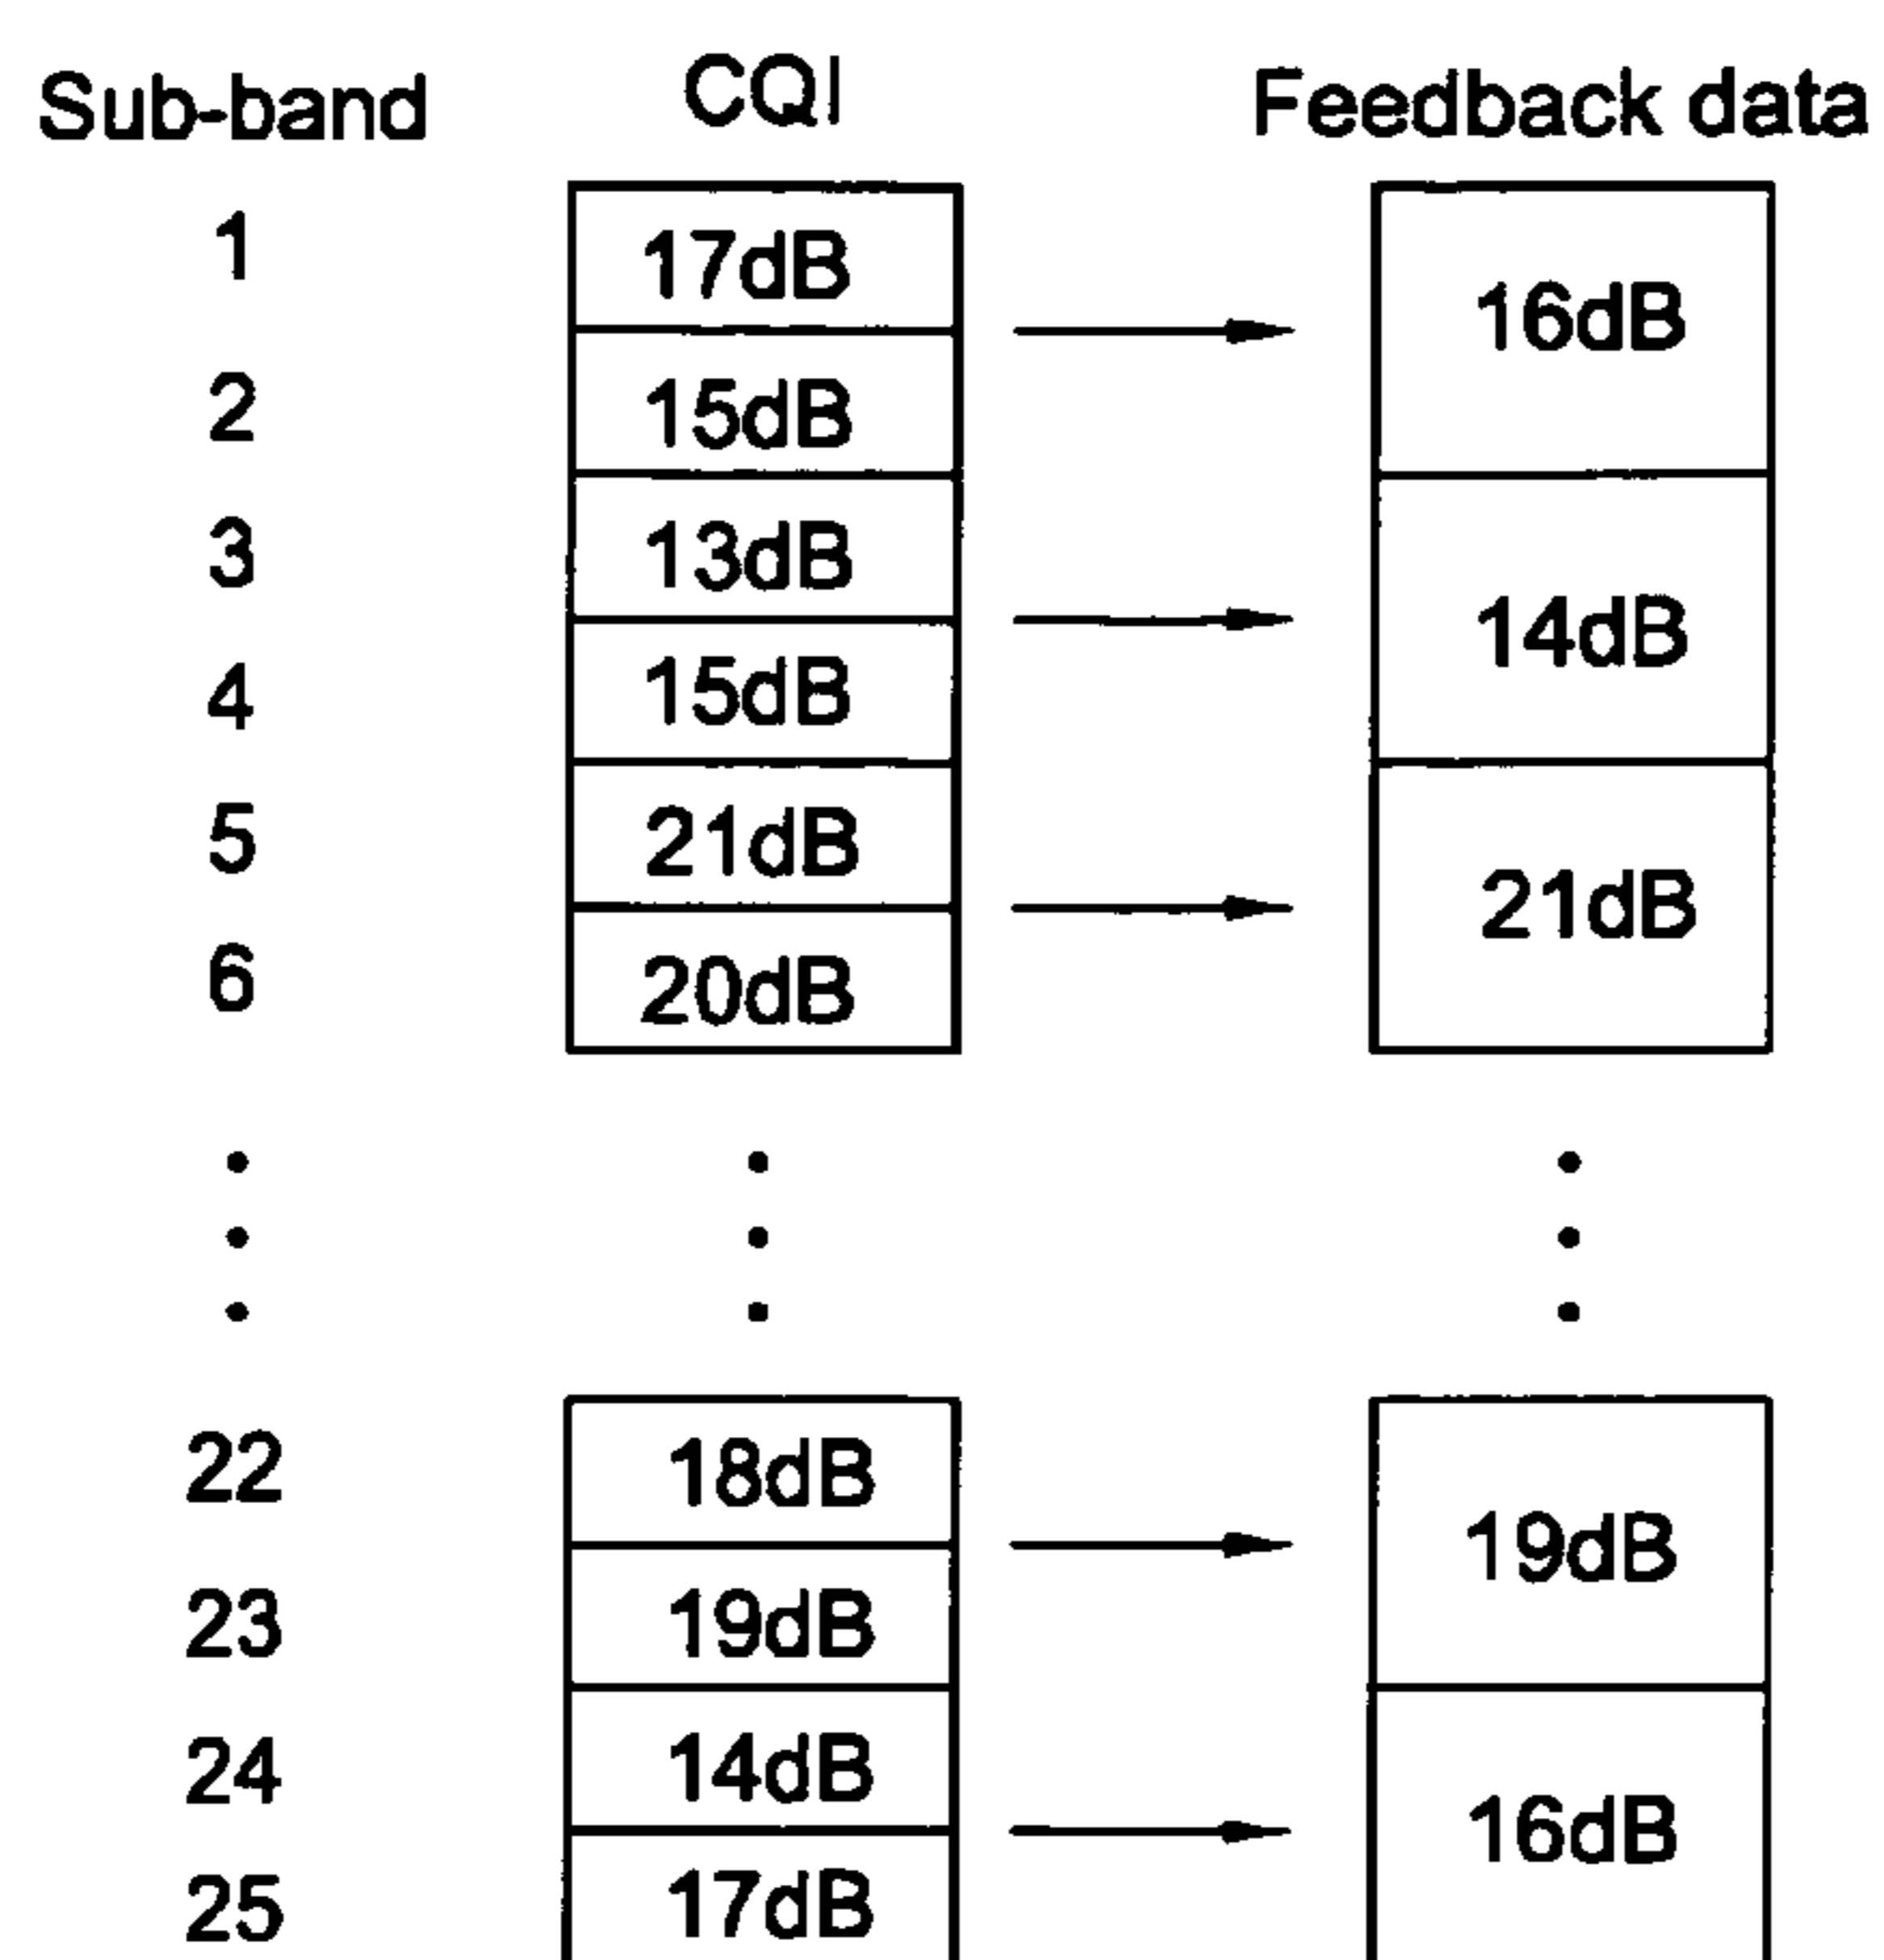 Sub-band CQI Feedback data
1 17dB 16dB
2 15dB
3 13dB 14dB
4 15dB
5 21dB 21dB
6 20dB
22 18dB 19dB
23 19dB
24 14dB 16dB
25 17dB